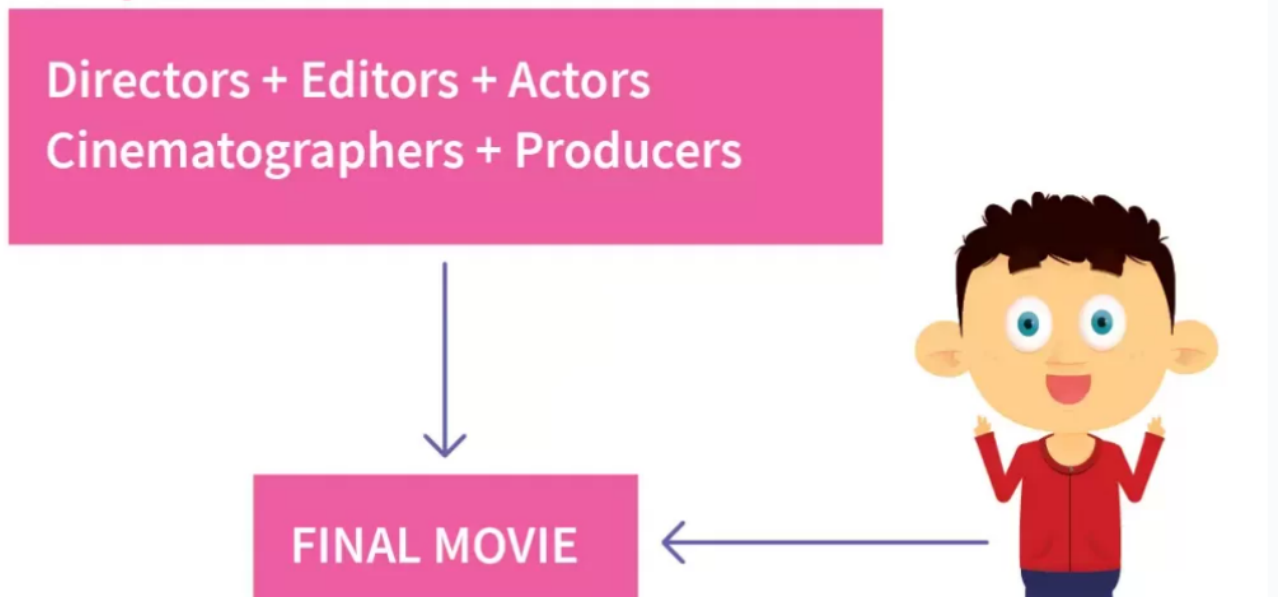 Directors + Editors + Actors
Cinematographers + Producers
FINAL MOVIE